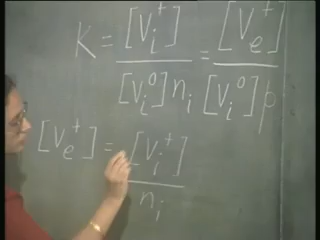 K = [V_i^+] / [V_i^o] n_i = [V_e^+] / [V_i^o] p
[V_e^+] = [V_i^+] / n_i